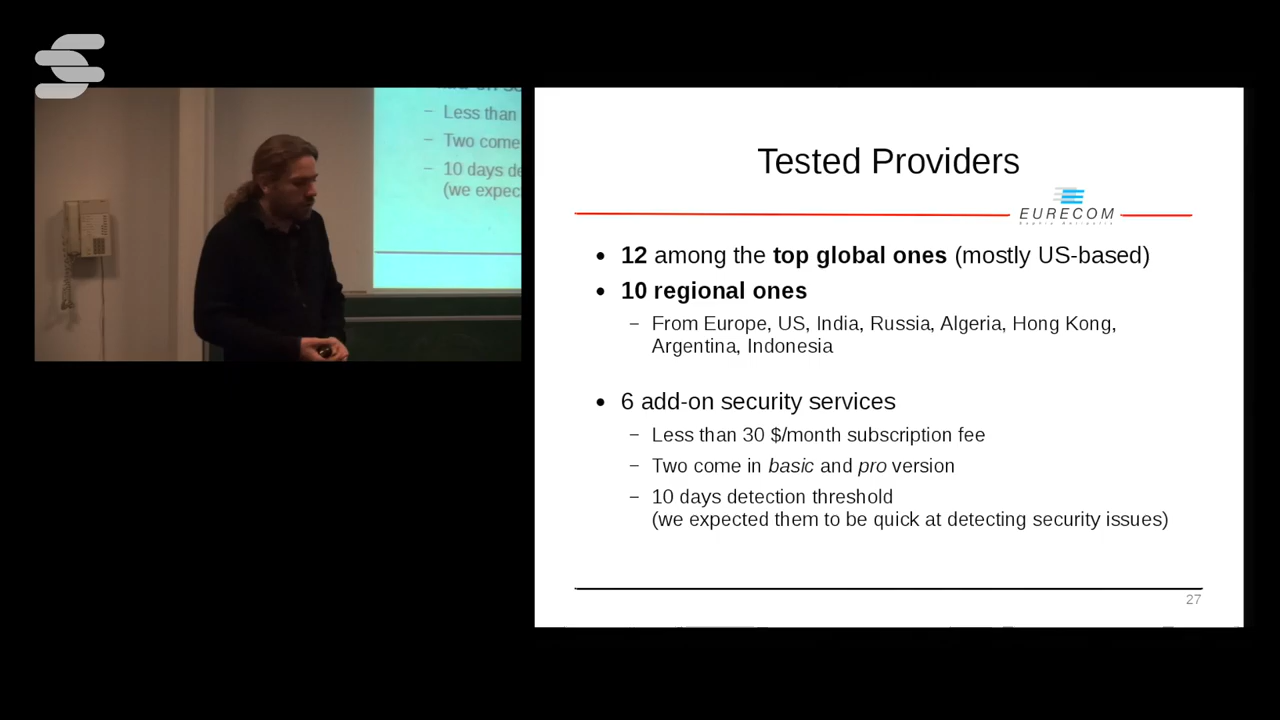 Less than
Two come
10 days de
(we expec
Tested Providers
EURECOM
• 12 among the top global ones (mostly US-based)
• 10 regional ones
– From Europe, US, India, Russia, Algeria, Hong Kong,
Argentina, Indonesia
• 6 add-on security services
– Less than 30 $/month subscription fee
– Two come in basic and pro version
– 10 days detection threshold
(we expected them to be quick at detecting security issues)
27